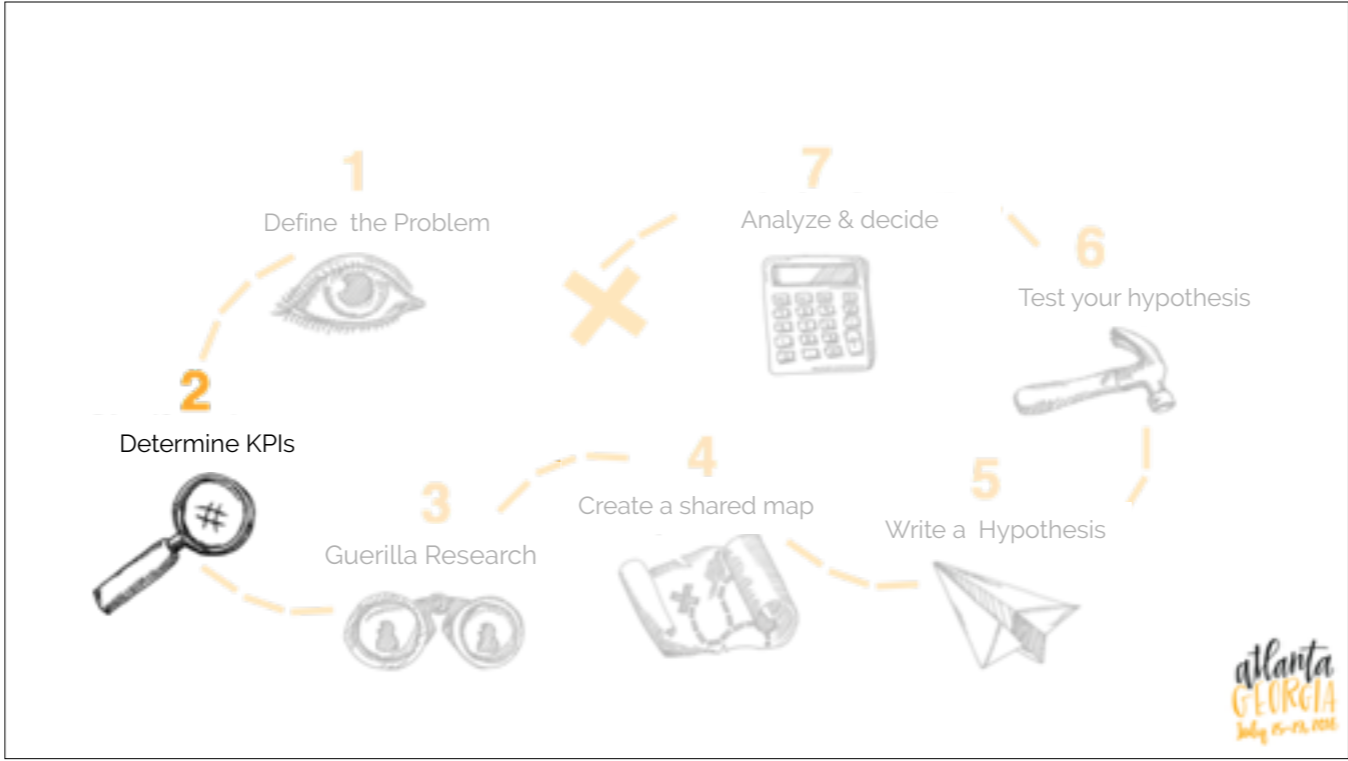 1
Define the Problem
2
Determine KPIs
3
Guerilla Research
4
Create a shared map
5
Write a Hypothesis
6
Test your hypothesis
7
Analyze & decide
#
atlanta
GEORGIA
July